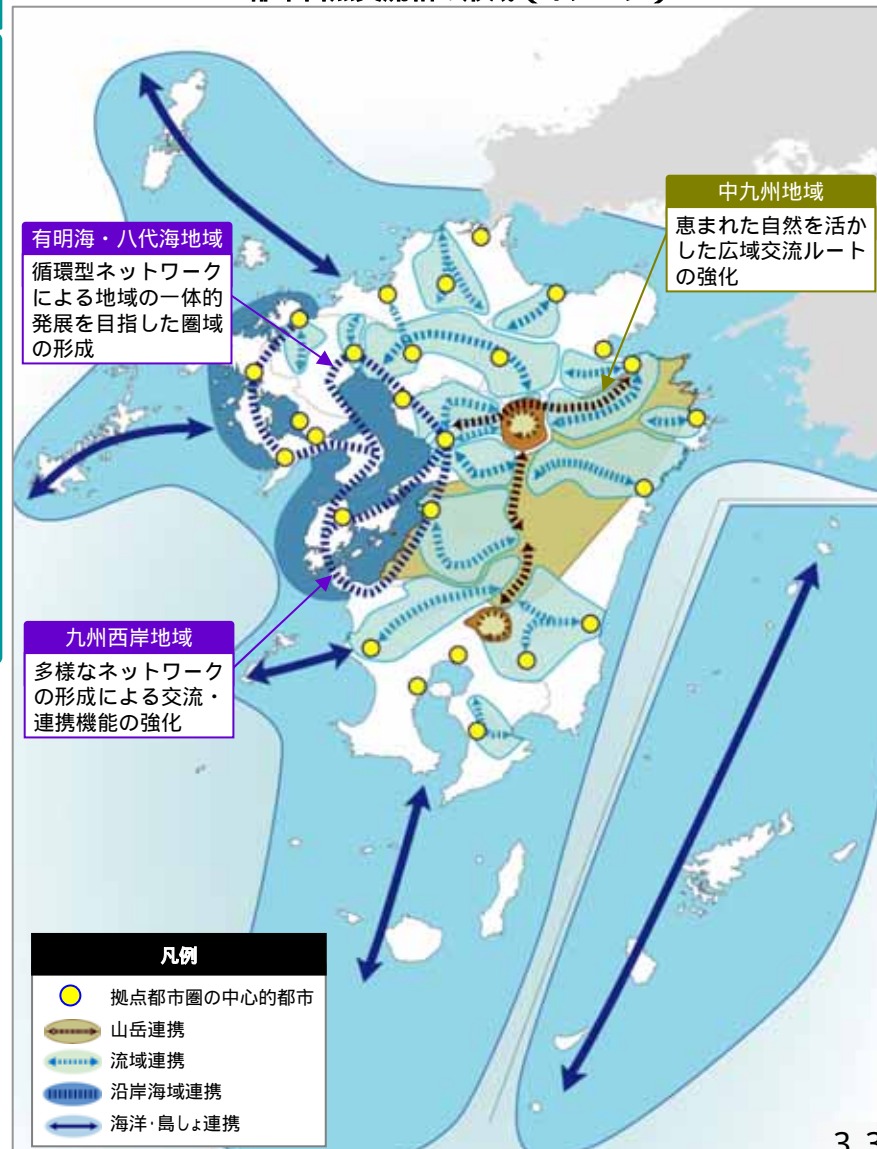 中九州地域
恵まれた自然を活か
した広域交流ルート
の強化
有明海・八代海地域
循環型ネットワーク
による地域の一体的
発展を目指した圏域
の形成
九州西岸地域
多様なネットワーク
の形成による交流・
連携機能の強化
凡例
拠点都市圏の中心的都市
山岳連携
流域連携
沿岸海域連携
海洋・島しょ連携
33